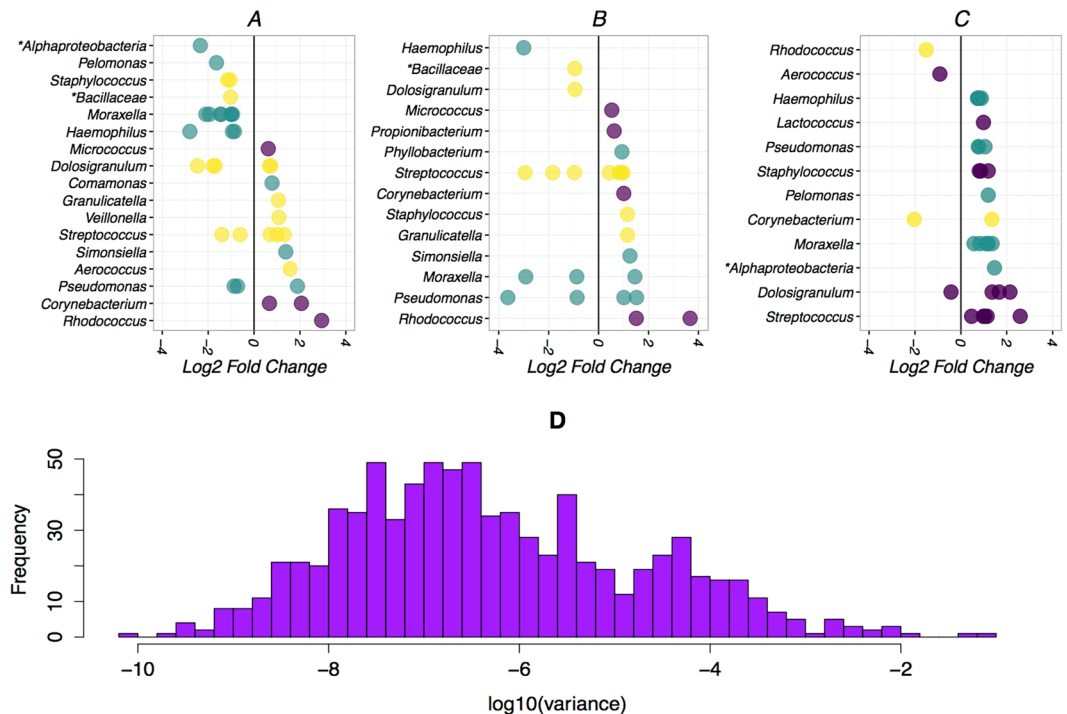 A
*Alphaproteobacteria
Pelomonas
Staphylococcus
*Bacillaceae
Moraxella
Haemophilus
Micrococcus
Dolosigranulum
Comamonas
Granulicatella
Veillonella
Streptococcus
Simonsiella
Aerococcus
Pseudomonas
Corynebacterium
Rhodococcus
−4 −2 0 2 4
Log2 Fold Change
B
Haemophilus
*Bacillaceae
Dolosigranulum
Micrococcus
Propionibacterium
Phyllobacterium
Streptococcus
Corynebacterium
Staphylococcus
Granulicatella
Simonsiella
Moraxella
Pseudomonas
Rhodococcus
−4 −2 0 2 4
Log2 Fold Change
C
Rhodococcus
Aerococcus
Haemophilus
Lactococcus
Pseudomonas
Staphylococcus
Pelomonas
Corynebacterium
Moraxella
*Alphaproteobacteria
Dolosigranulum
Streptococcus
−4 −2 0 2 4
Log2 Fold Change
D
Frequency
50
30
10
0
−10 −8 −6 −4 −2
log10(variance)